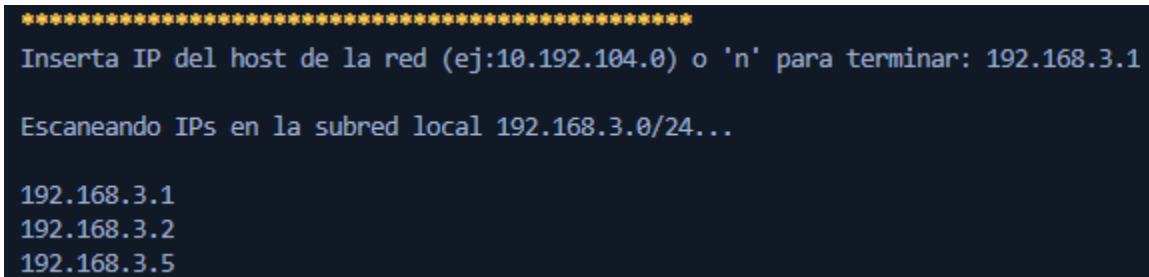 ************************************************
Inserta IP del host de la red (ej:10.192.104.0) o 'n' para terminar: 192.168.3.1
Escaneando IPs en la subred local 192.168.3.0/24...
192.168.3.1
192.168.3.2
192.168.3.5